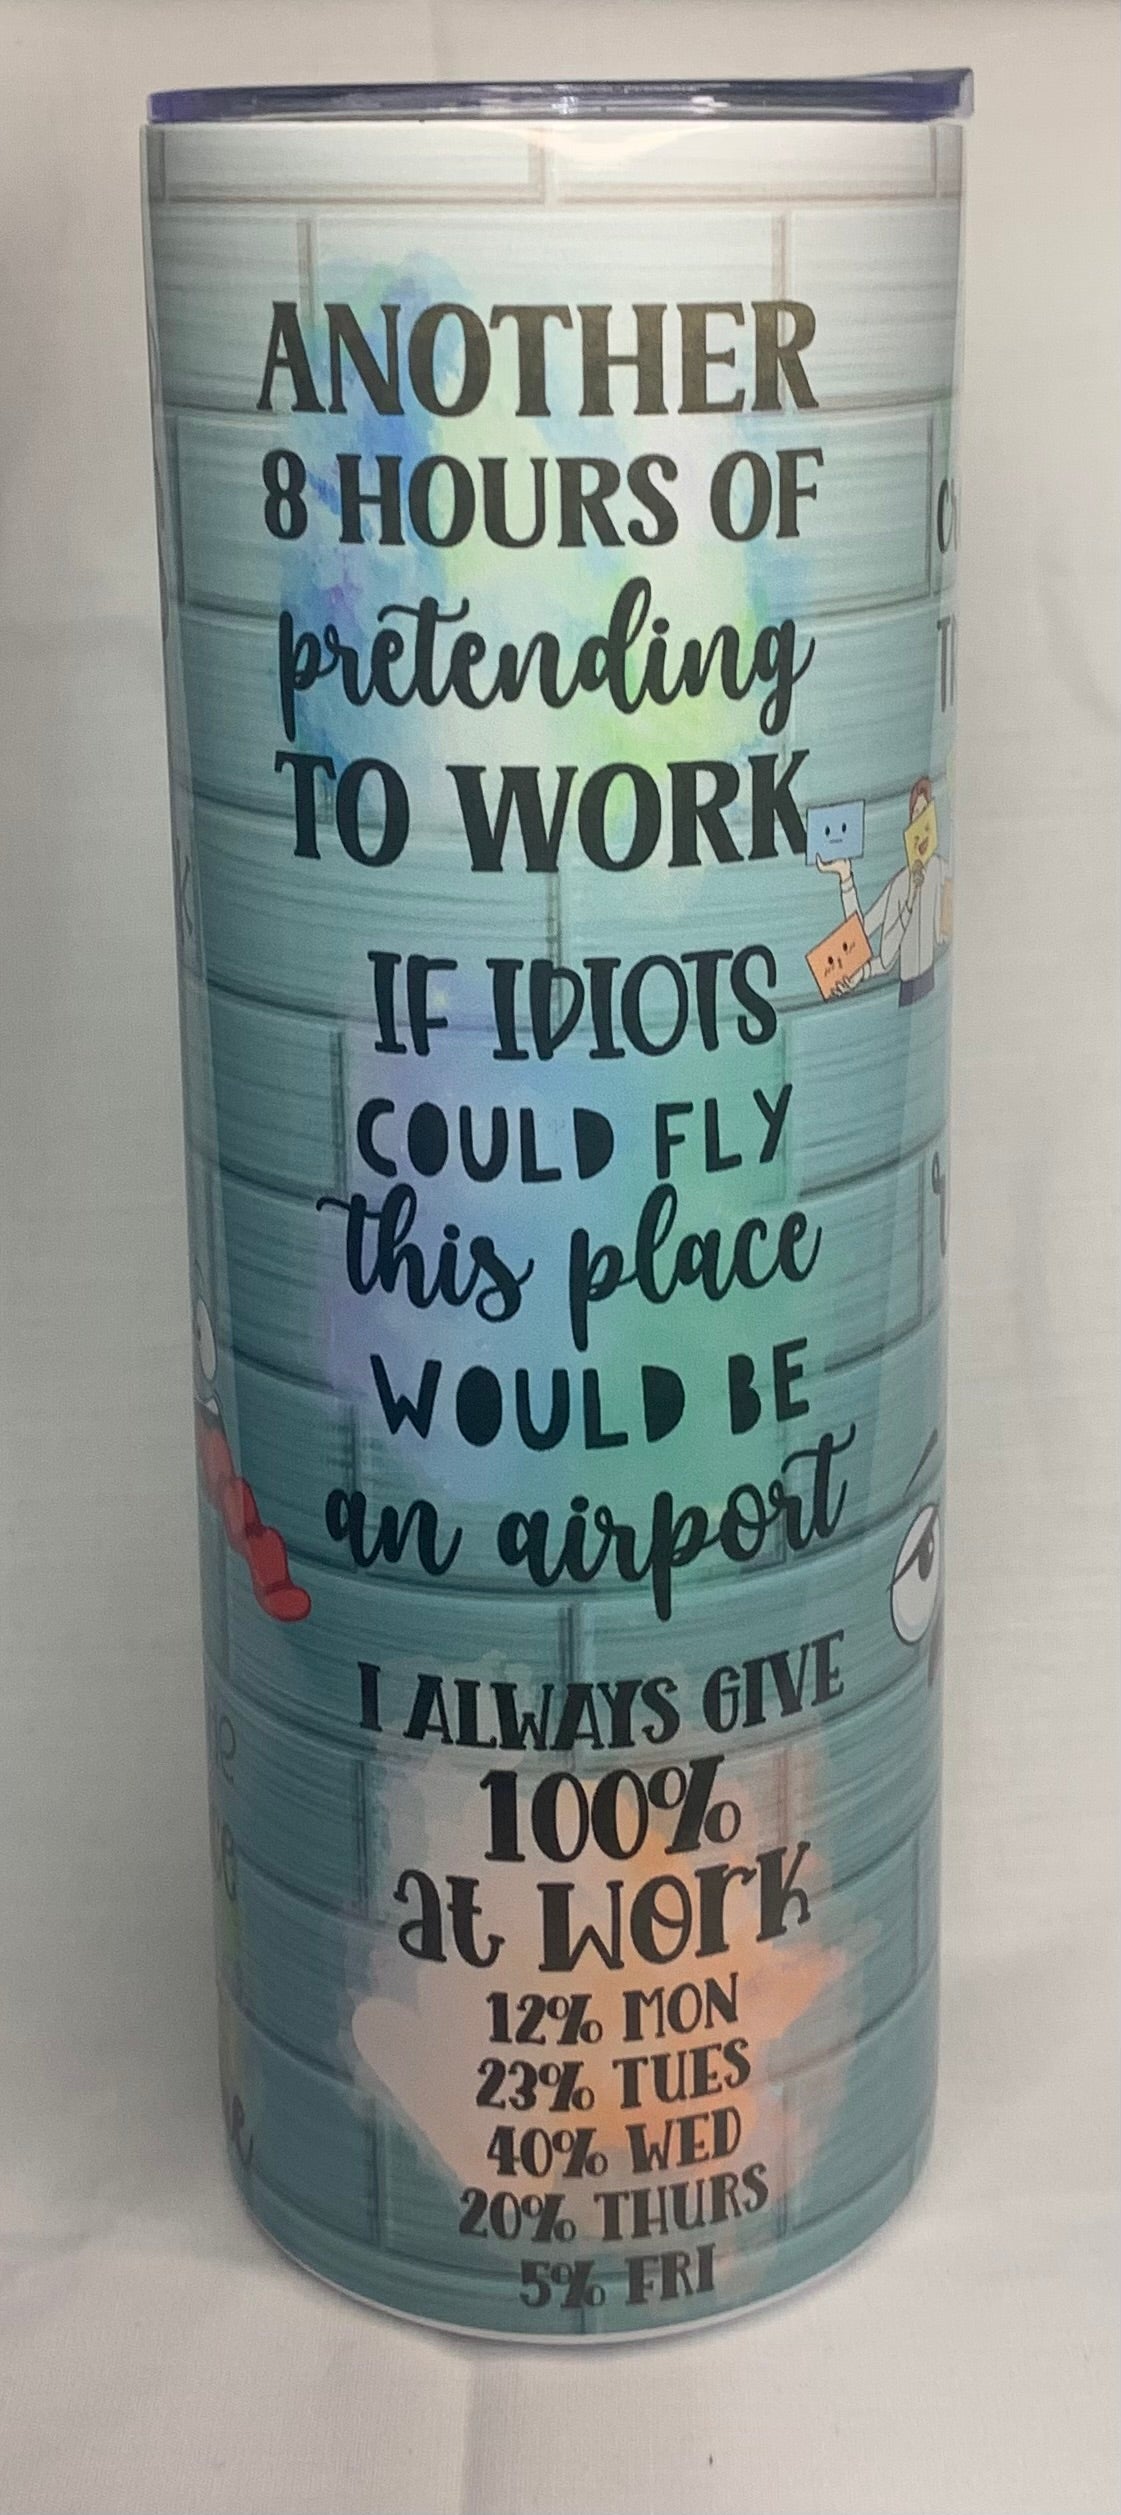 ANOTHER
8 HOURS OF
pretending
TO WORK
IF IDIOTS
COULD FLY
this place
WOULD BE
an airport
I ALWAYS GIVE
100%
at work
12% MON
23% TUES
40% WED
20% THURS
5% FRI